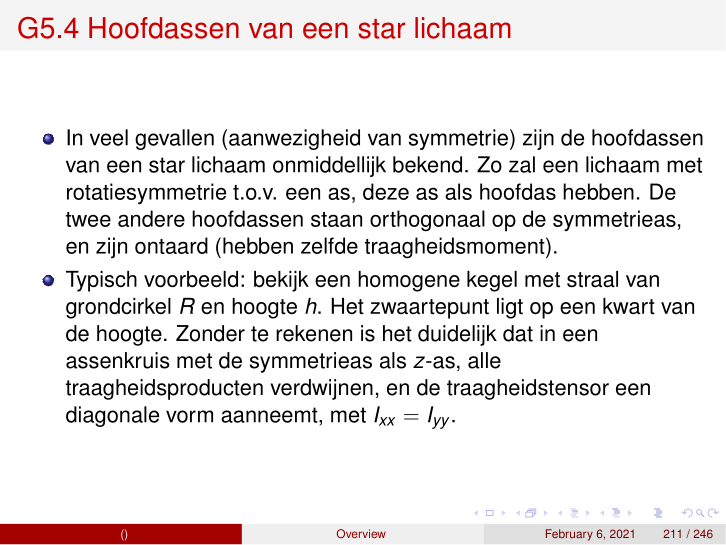 G5.4 Hoofdassen van een star lichaam
In veel gevallen (aanwezigheid van symmetrie) zijn de hoofdassen
van een star lichaam onmiddellijk bekend. Zo zal een lichaam met
rotatiesymmetrie t.o.v. een as, deze as als hoofdas hebben. De
twee andere hoofdassen staan orthogonaal op de symmetrieas,
en zijn ontaard (hebben zelfde traagheidsmoment).
Typisch voorbeeld: bekijk een homogene kegel met straal van
grondcirkel R en hoogte h. Het zwaartepunt ligt op een kwart van
de hoogte. Zonder te rekenen is het duidelijk dat in een
assenkruis met de symmetrieas als z-as, alle
traagheidsproducten verdwijnen, en de traagheidstensor een
diagonale vorm aanneemt, met I_xx = I_yy.
() Overview February 6, 2021 211 / 246